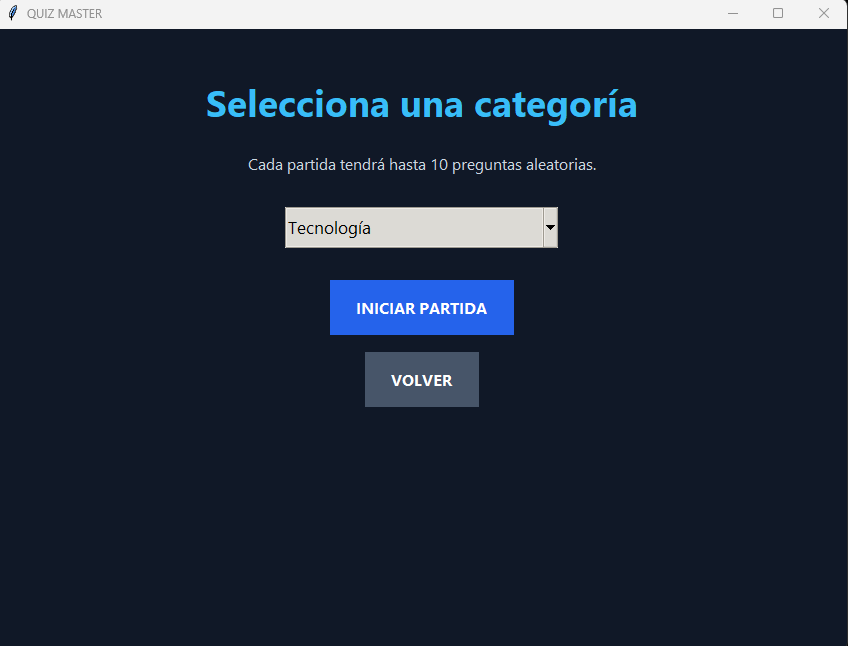 QUIZ MASTER
Selecciona una categoría
Cada partida tendrá hasta 10 preguntas aleatorias.
Tecnología
INICIAR PARTIDA
VOLVER